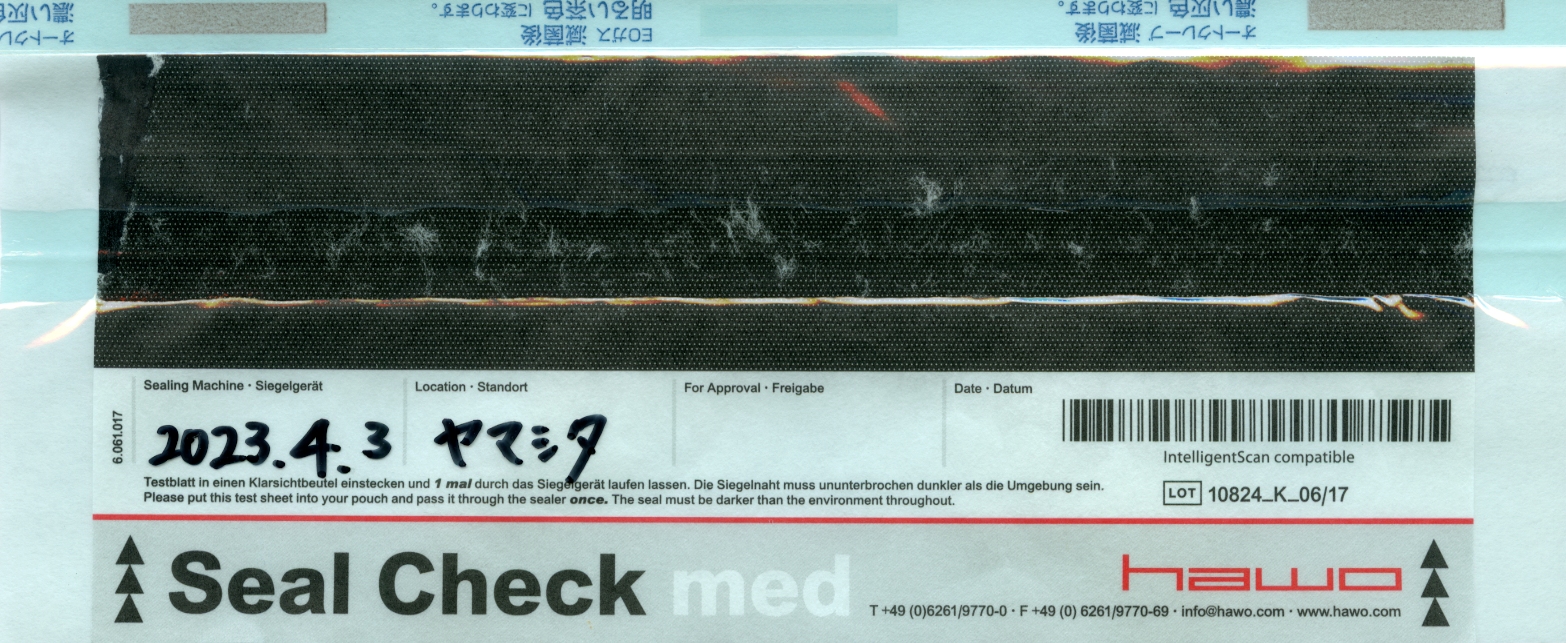 濃い灰色
オートクレ
明るい茶色 に変わります。
EOガス 滅菌後
濃い灰色 に変わります。
オートクレーブ 滅菌後
Sealing Machine · Siegelgerät
Location · Standort
For Approval · Freigabe
Date · Datum
6.061.017
2023.4.3
ヤマシタ
IntelligentScan compatible
Testblatt in einen Klarsichtbeutel einstecken und 1 mal durch das Siegelgerät laufen lassen. Die Siegelnaht muss ununterbrochen dunkler als die Umgebung sein.
Please put this test sheet into your pouch and pass it through the sealer once. The seal must be darker than the environment throughout.
LOT 10824_K_06/17
Seal Check med
hawo
T +49 (0)6261/9770-0 · F +49 (0) 6261/9770-69 · info@hawo.com · www.hawo.com